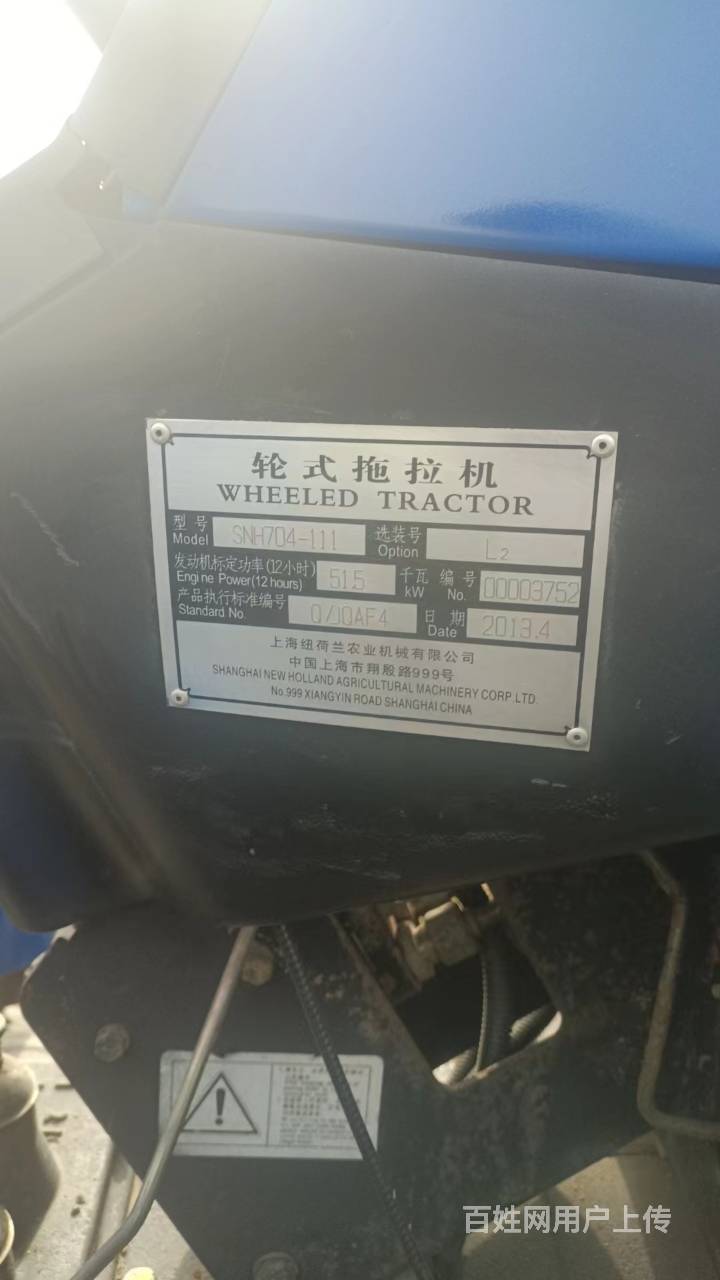 轮式拖拉机
WHEELED TRACTOR
型号 SNH704-111 选装号 L2
Model Option
发动机标定功率(12小时) 51.5 千瓦 编号 00003752
Engine Power(12 hours) kW No.
产品执行标准编号 Q/JQAF4 日期 2013.4
Standard No. Date
上海纽荷兰农业机械有限公司
中国上海市翔殷路999号
SHANGHAI NEW HOLLAND AGRICULTURAL MACHINERY CORP.LTD.
No.999 XIANGYIN ROAD SHANGHAI CHINA
百姓网用户上传